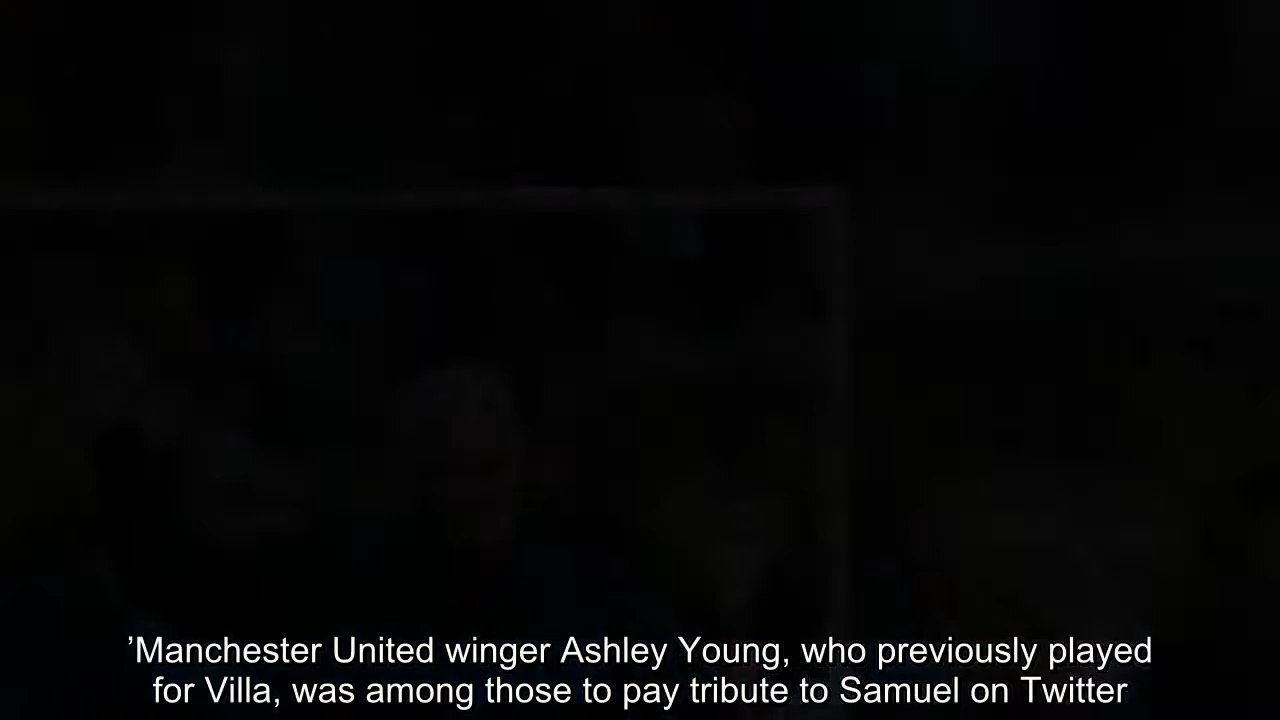 ’Manchester United winger Ashley Young, who previously played
for Villa, was among those to pay tribute to Samuel on Twitter